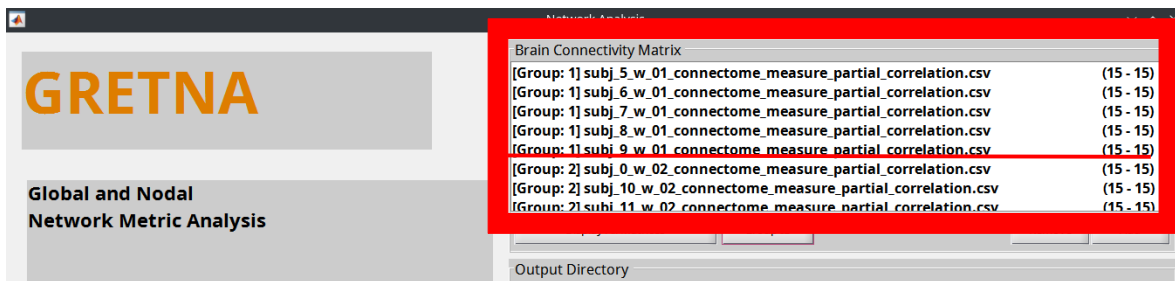 Network Analysis
GRETNA
Global and Nodal
Network Metric Analysis
Brain Connectivity Matrix
[Group: 1] subj_5_w_01_connectome_measure_partial_correlation.csv (15 - 15)
[Group: 1] subj_6_w_01_connectome_measure_partial_correlation.csv (15 - 15)
[Group: 1] subj_7_w_01_connectome_measure_partial_correlation.csv (15 - 15)
[Group: 1] subj_8_w_01_connectome_measure_partial_correlation.csv (15 - 15)
[Group: 1] subj_9_w_01_connectome_measure_partial_correlation.csv (15 - 15)
[Group: 2] subj_0_w_02_connectome_measure_partial_correlation.csv (15 - 15)
[Group: 2] subj_10_w_02_connectome_measure_partial_correlation.csv (15 - 15)
[Group: 2] subj_11_w_02_connectome_measure_partial_correlation.csv (15 - 15)
Output Directory